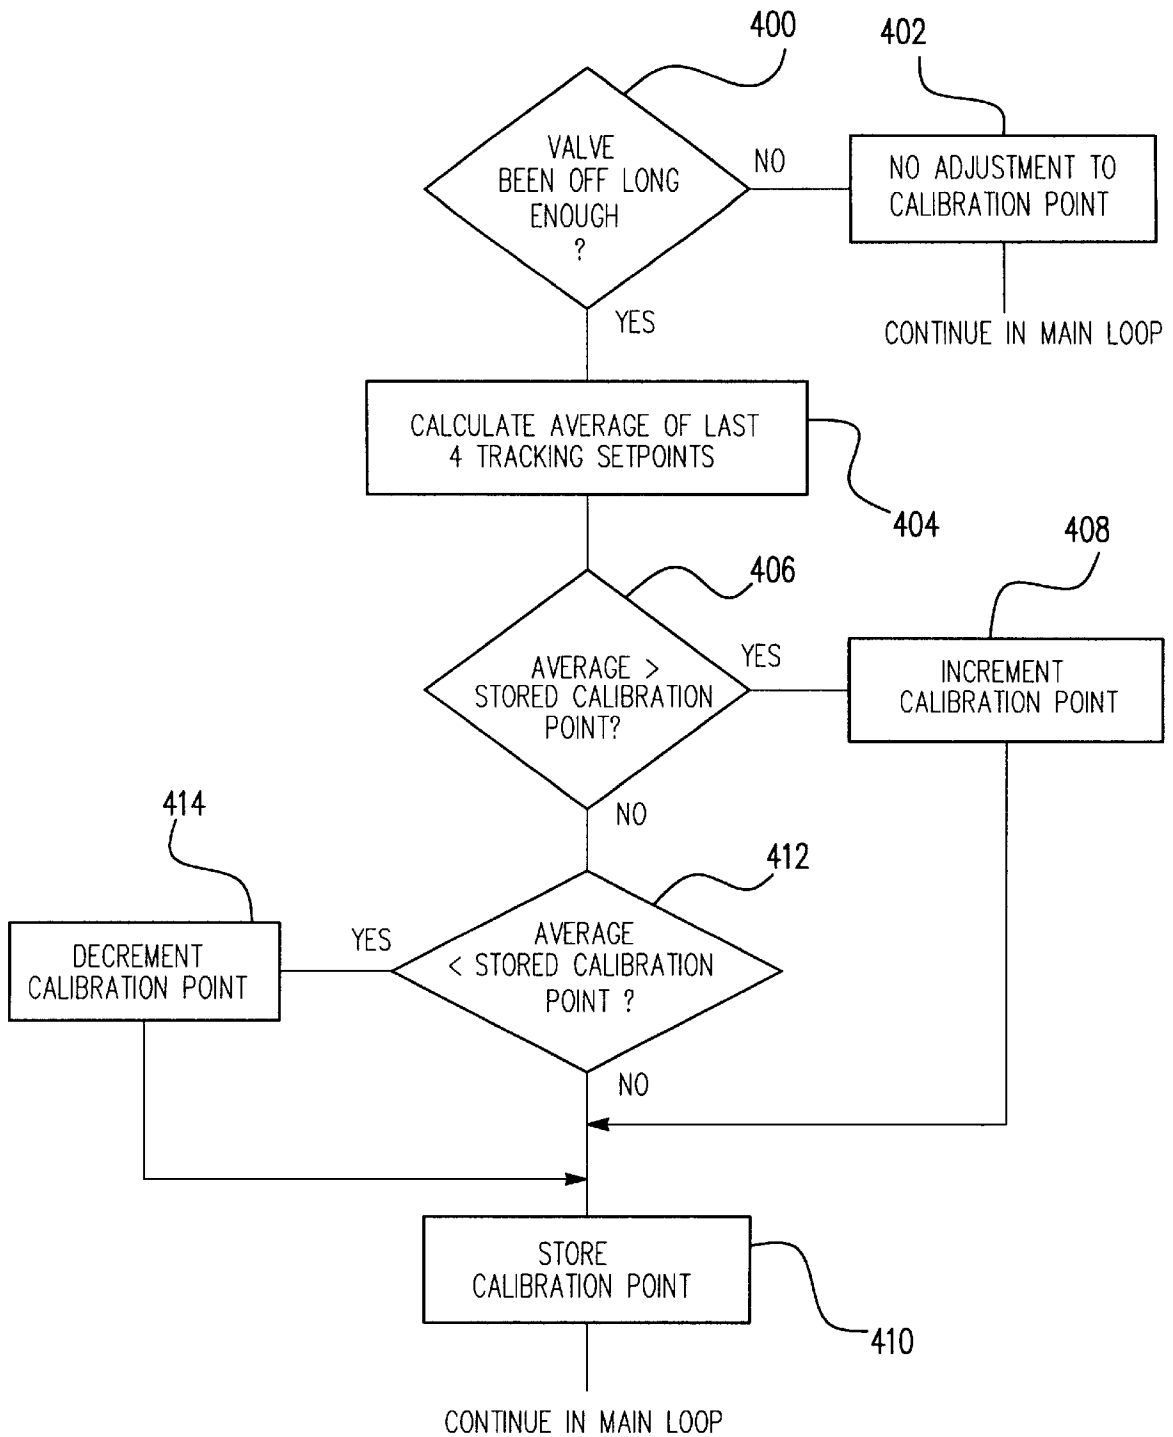 400
402
VALVE
BEEN OFF LONG
ENOUGH
?
NO
NO ADJUSTMENT TO
CALIBRATION POINT
YES
CONTINUE IN MAIN LOOP
CALCULATE AVERAGE OF LAST
4 TRACKING SETPOINTS
404
406
408
AVERAGE >
STORED CALIBRATION
POINT?
YES
INCREMENT
CALIBRATION POINT
NO
414
412
DECREMENT
CALIBRATION POINT
YES
AVERAGE
< STORED CALIBRATION
POINT ?
NO
STORE
CALIBRATION POINT
410
CONTINUE IN MAIN LOOP